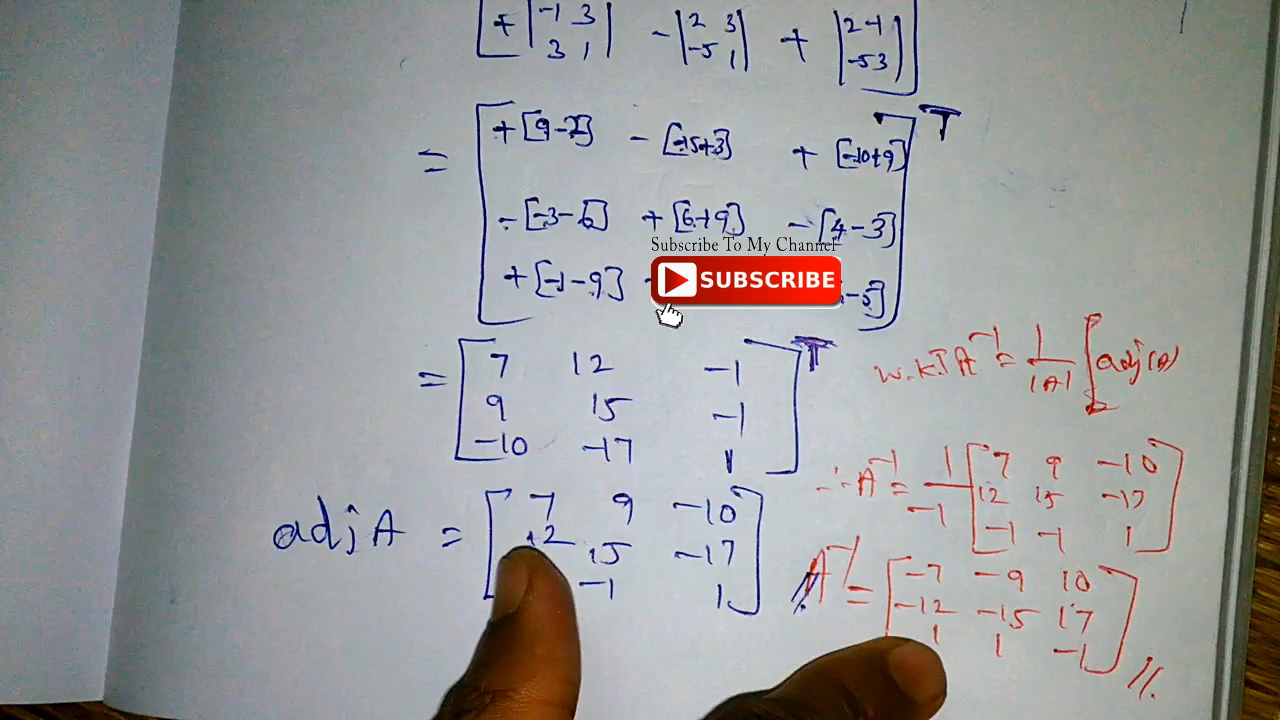 + |-1 3| - |2 3| + |2 -1|
|3 1| |-5 1| |-5 3|
= + [9-2] - [-15+3] + [-10+9] T
- [-3-6] + [6+9] - [4-3]
+ [-1-9] -5]
Subscribe To My Channel
SUBSCRIBE
= [7 12 -1] T
9 15 -1
-10 -17 1
adj A = [7 9 -10]
12 15 -17
-1 1
w.k.T A⁻¹ = 1/|A| [adj(A)
∴ A⁻¹ = 1/-1 [7 9 -10]
12 15 -17
-1 -1 1
A⁻¹ = [-7 -9 10]
-12 -15 17
1 1 -1 //.